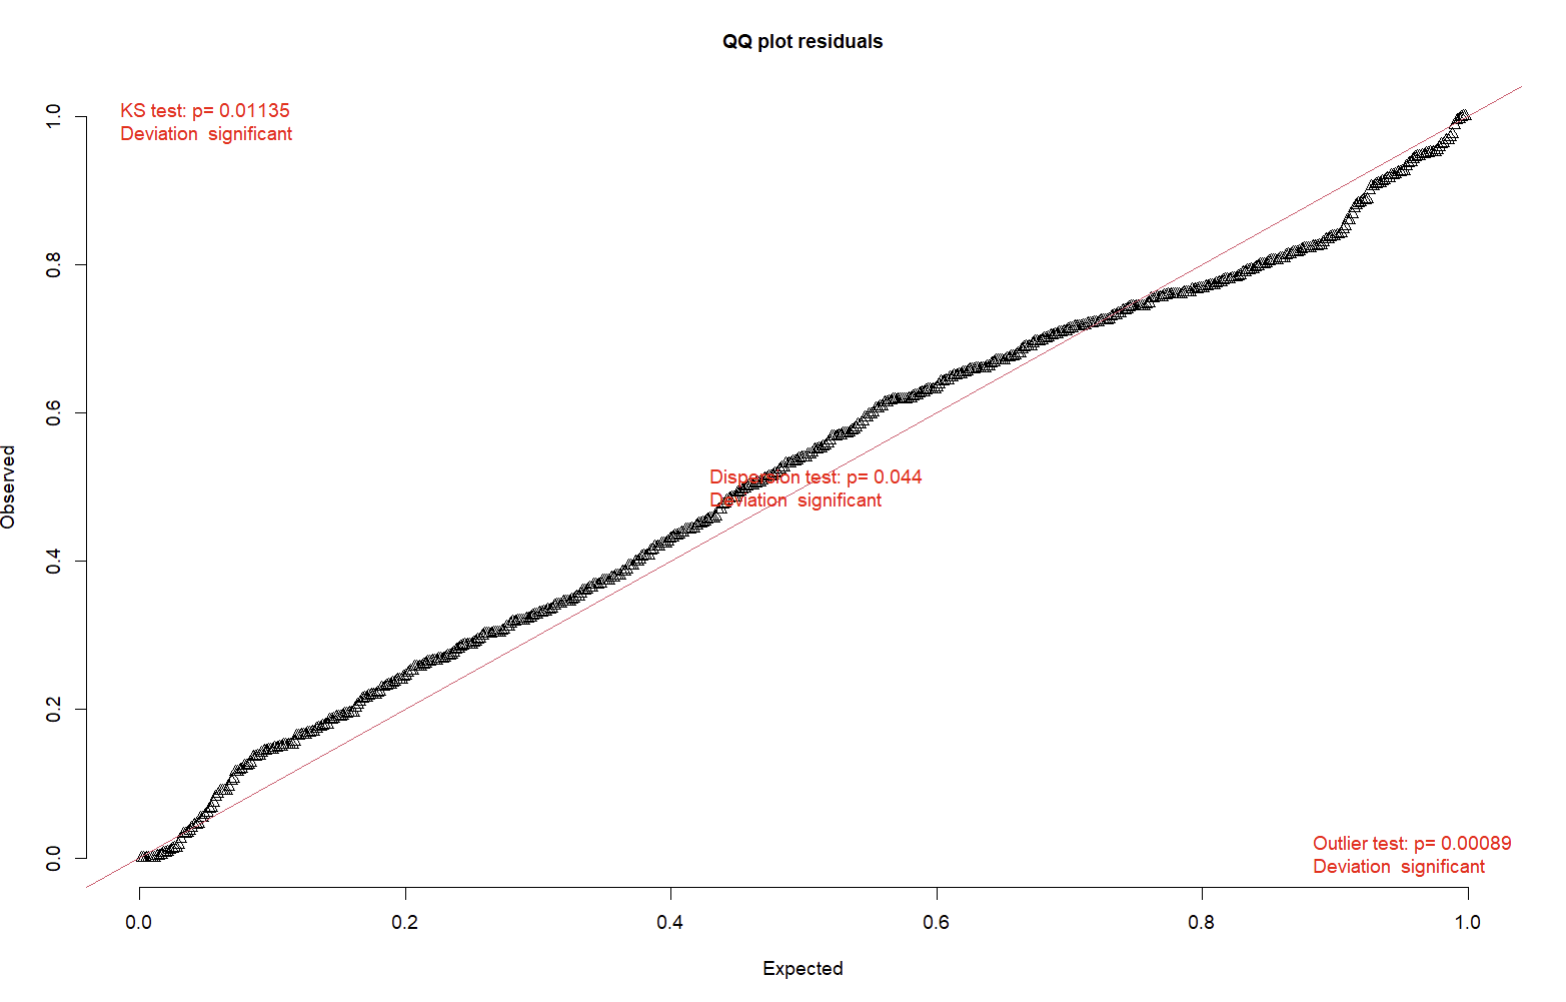 QQ plot residuals
KS test: p= 0.01135
Deviation significant
1.0
0.8
0.6
Dispersion test: p= 0.044
Deviation significant
Observed
0.4
0.2
Outlier test: p= 0.00089
Deviation significant
0.0
0.0 0.2 0.4 0.6 0.8 1.0
Expected